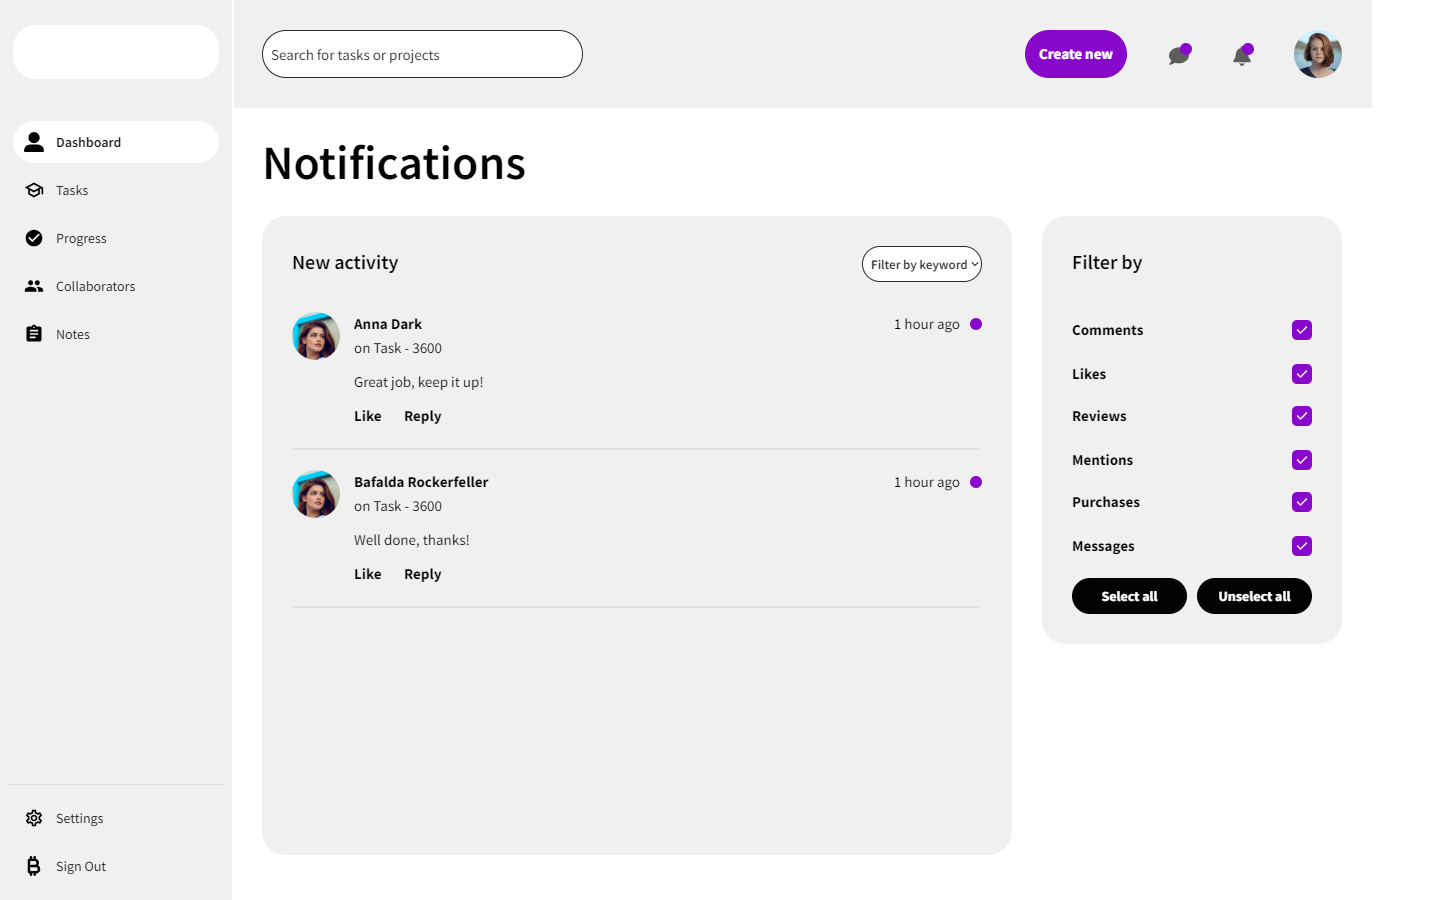 Search for tasks or projects
Create new
Dashboard
Tasks
Progress
Collaborators
Notes
Settings
Sign Out
Notifications
New activity
Filter by keyword
Anna Dark
1 hour ago
on Task - 3600
Great job, keep it up!
Like Reply
Bafalda Rockerfeller
1 hour ago
on Task - 3600
Well done, thanks!
Like Reply
Filter by
Comments
Likes
Reviews
Mentions
Purchases
Messages
Select all Unselect all